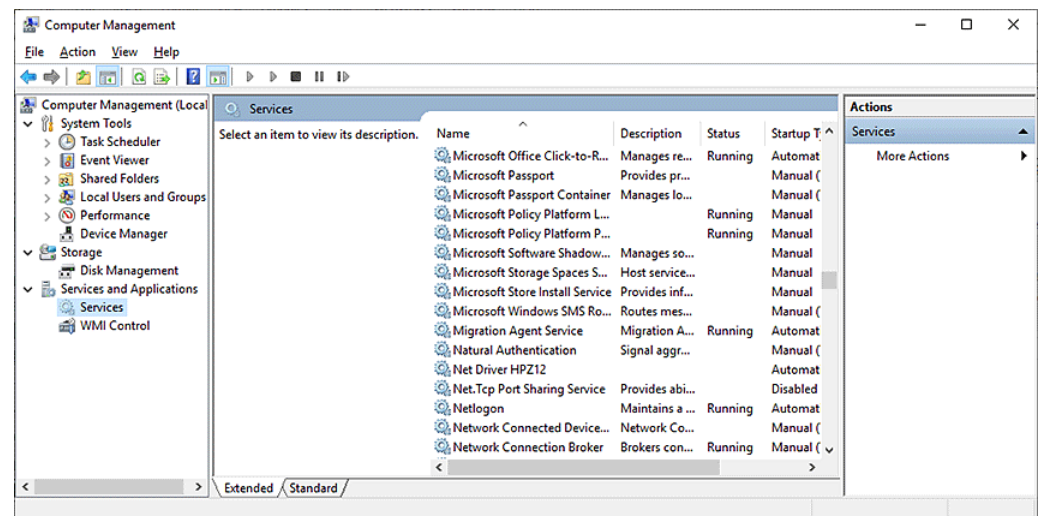 Computer Management
File Action View Help
Computer Management (Local
System Tools
Task Scheduler
Event Viewer
Shared Folders
Local Users and Groups
Performance
Device Manager
Storage
Disk Management
Services and Applications
Services
WMI Control
Services
Select an item to view its description.
Name Description Status Startup T
Microsoft Office Click-to-R... Manages re... Running Automat
Microsoft Passport Provides pr... Manual (
Microsoft Passport Container Manages lo... Manual (
Microsoft Policy Platform L... Running Manual
Microsoft Policy Platform P... Running Manual
Microsoft Software Shadow... Manages so... Manual
Microsoft Storage Spaces S... Host service... Manual
Microsoft Store Install Service Provides inf... Manual
Microsoft Windows SMS Ro... Routes mes... Manual (
Migration Agent Service Migration A... Running Automat
Natural Authentication Signal aggr... Manual (
Net Driver HPZ12 Automat
Net.Tcp Port Sharing Service Provides abi... Disabled
Netlogon Maintains a ... Running Automat
Network Connected Device... Network Co... Manual (
Network Connection Broker Brokers con... Running Manual (
Extended Standard
Actions
Services
More Actions